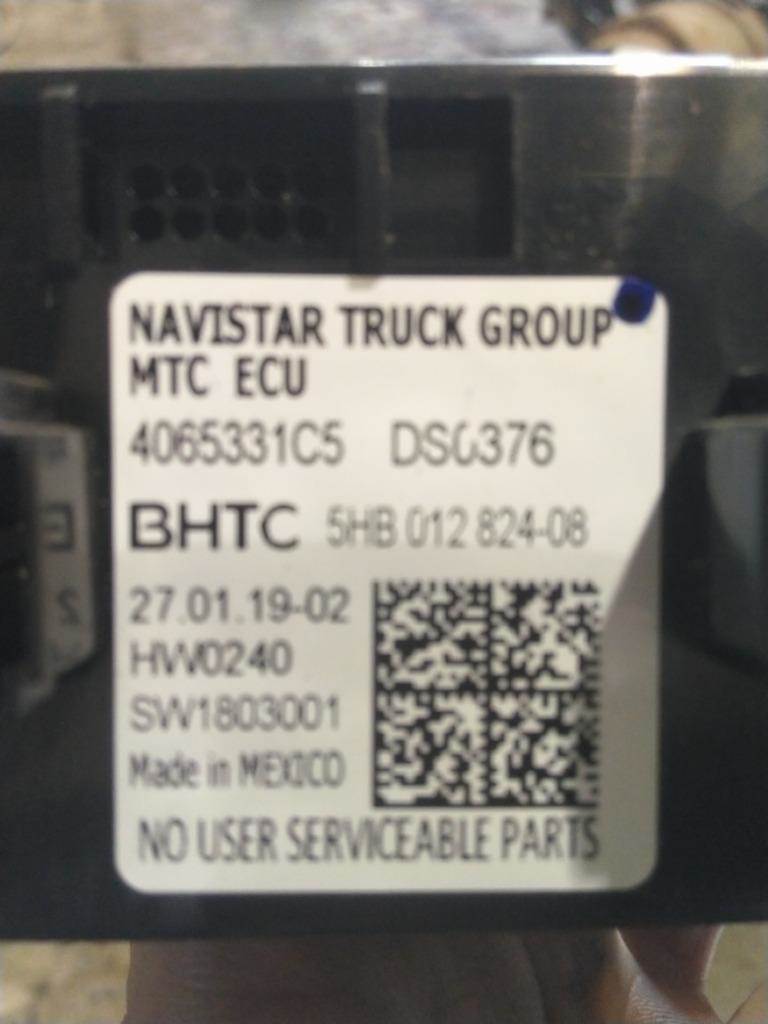 NAVISTAR TRUCK GROUP
MTC ECU
4065331C5 DS0376
BHTC 5HB 012 824-08
27.01.19-02
HW0240
SW1803001
Made in MEXICO
NO USER SERVICEABLE PARTS